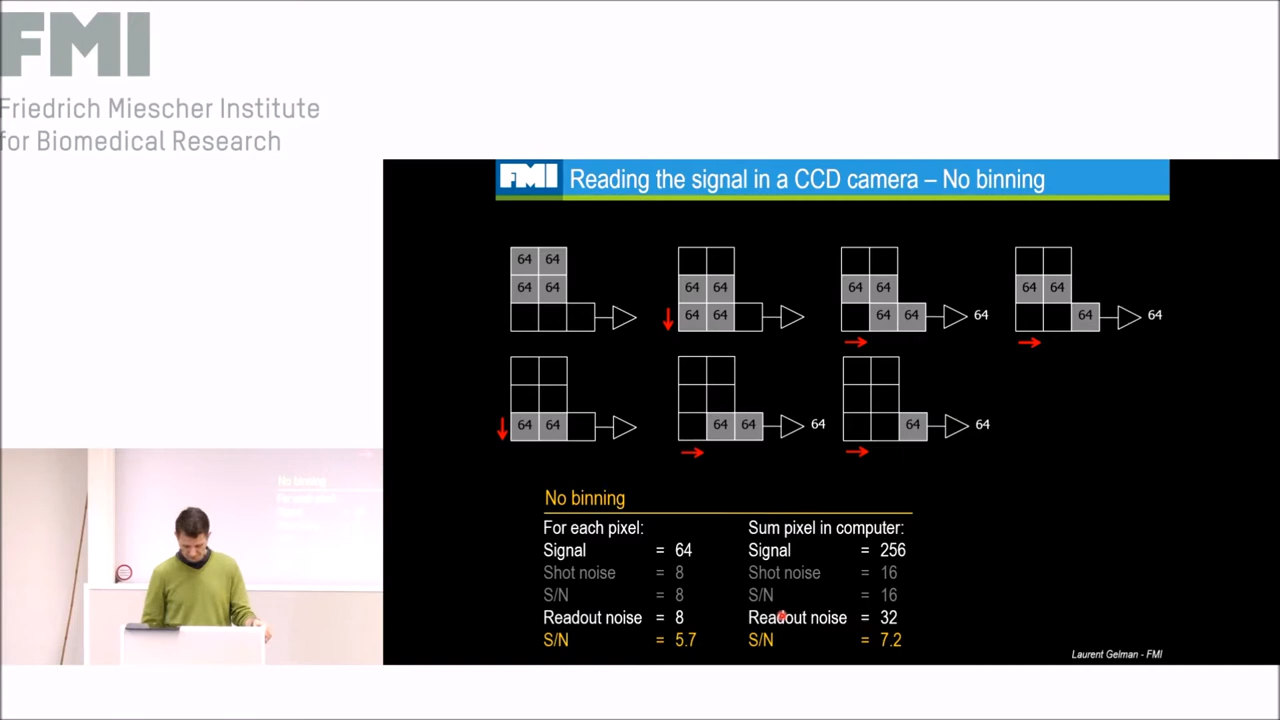 FMI
Friedrich Miescher Institute
for Biomedical Research
FMI Reading the signal in a CCD camera – No binning
64 64
64 64
64 64
64 64
64 64
64 64 64
64 64
64 64
64 64
64 64 64
64 64
No binning
For each pixel:
Signal = 64
Shot noise = 8
S/N = 8
Readout noise = 8
S/N = 5.7
Sum pixel in computer:
Signal = 256
Shot noise = 16
S/N = 16
Readout noise = 32
S/N = 7.2
Laurent Gelman - FMI
No binning